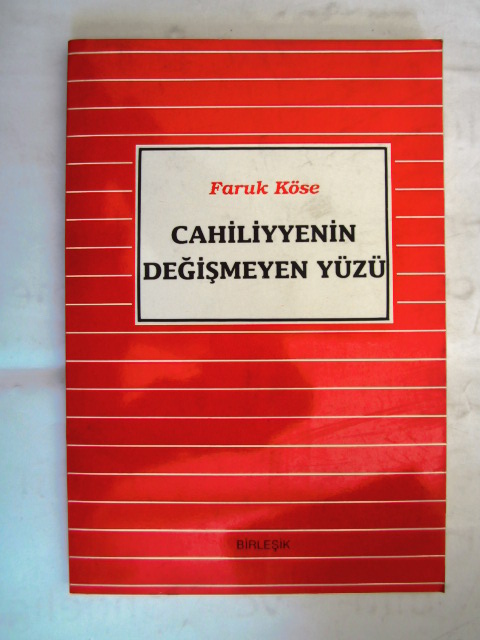 Faruk Köse
CAHİLİYYENİN
DEĞİŞMEYEN YÜZÜ
BİRLEŞİK